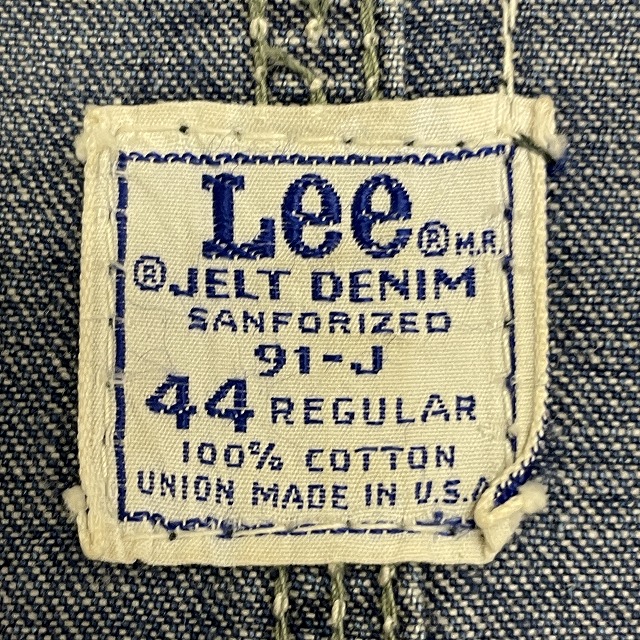 Lee ® M.R.
® JELT DENIM
SANFORIZED
91-J
44 REGULAR
100% COTTON
UNION MADE IN U.S.A